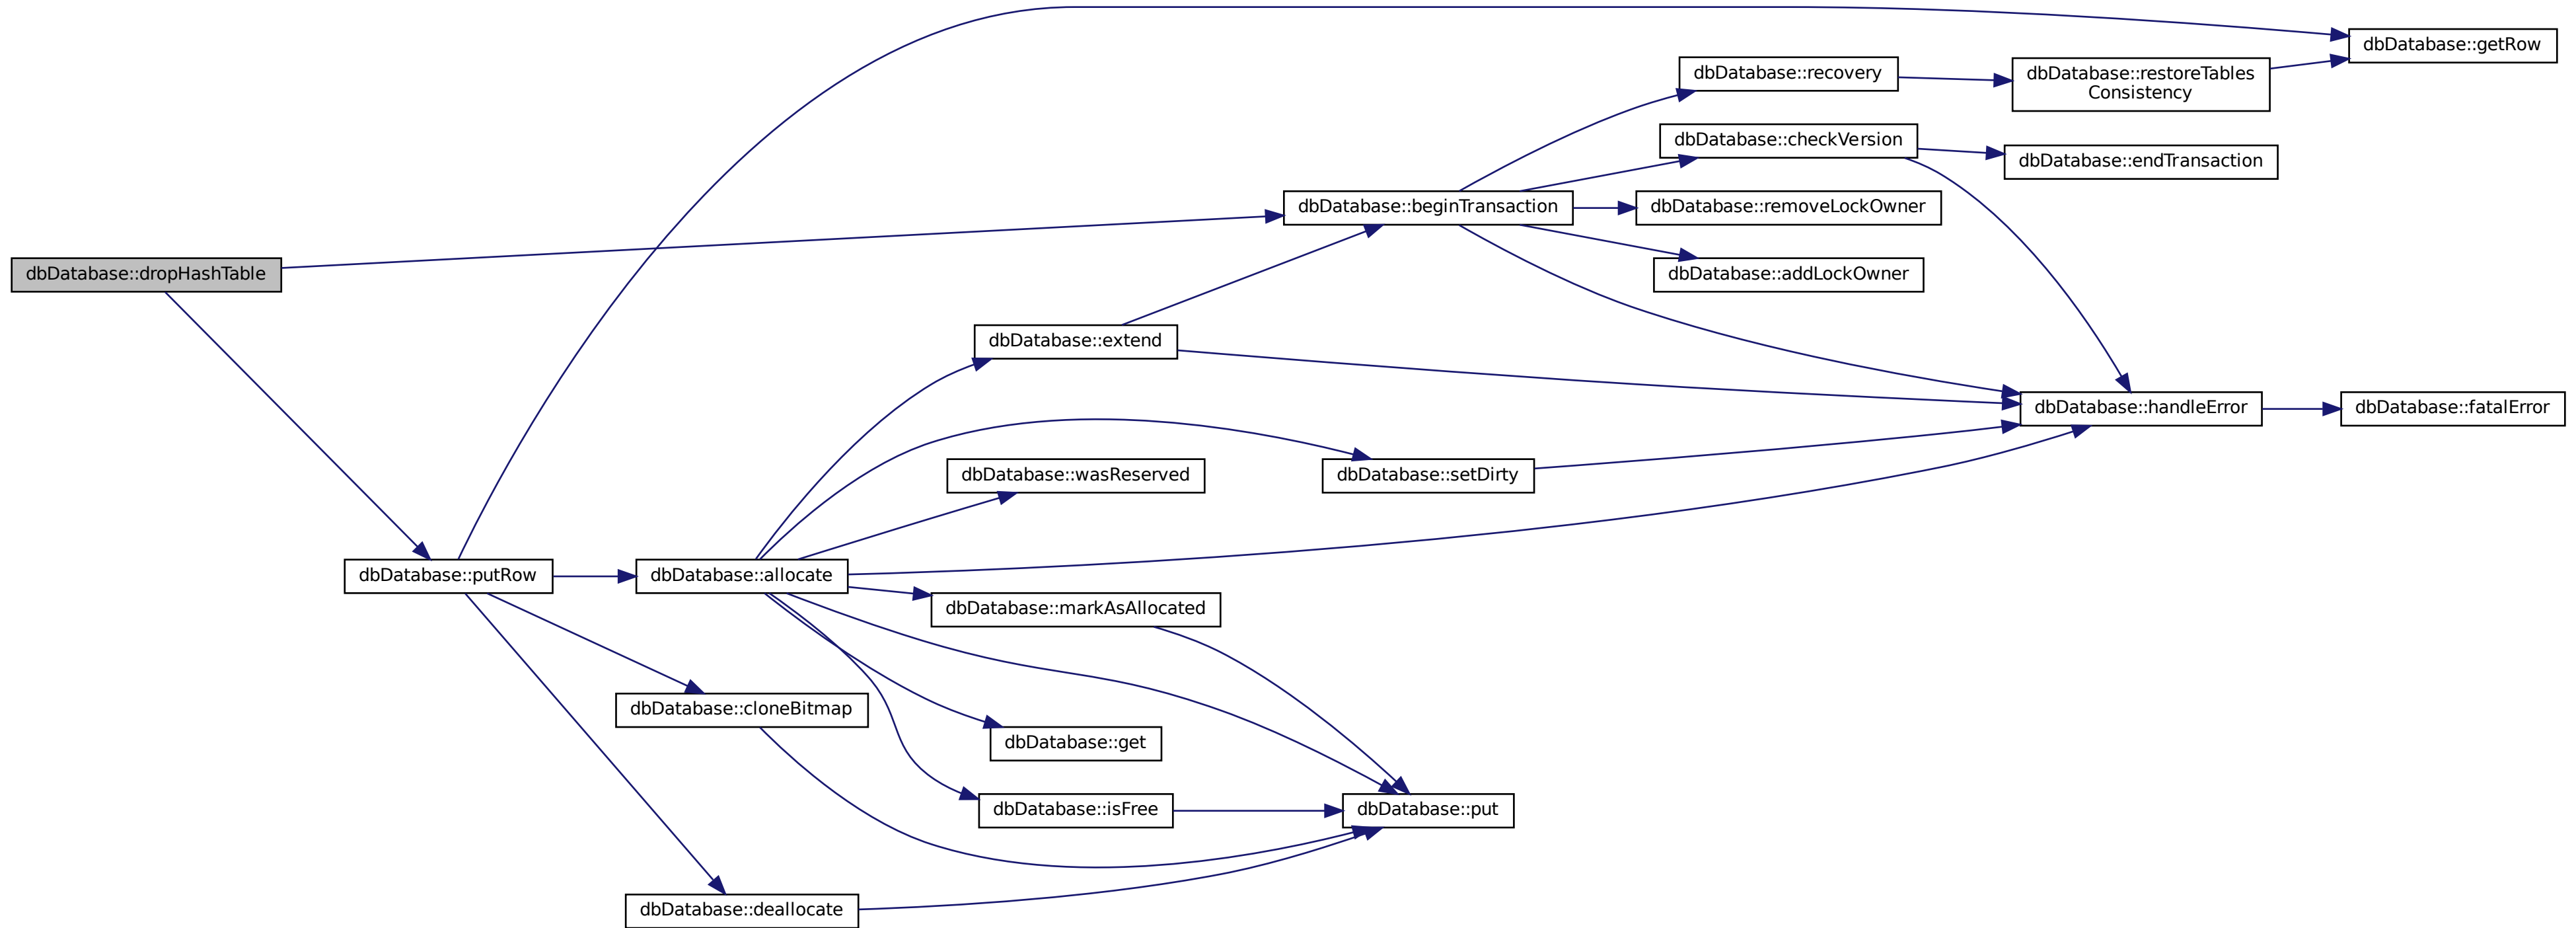 dbDatabase::getRow
dbDatabase::recovery
dbDatabase::restoreTables
Consistency
dbDatabase::checkVersion
dbDatabase::endTransaction
dbDatabase::beginTransaction
dbDatabase::removeLockOwner
dbDatabase::dropHashTable
dbDatabase::addLockOwner
dbDatabase::extend
dbDatabase::handleError
dbDatabase::fatalError
dbDatabase::wasReserved
dbDatabase::setDirty
dbDatabase::putRow
dbDatabase::allocate
dbDatabase::markAsAllocated
dbDatabase::cloneBitmap
dbDatabase::get
dbDatabase::isFree
dbDatabase::put
dbDatabase::deallocate